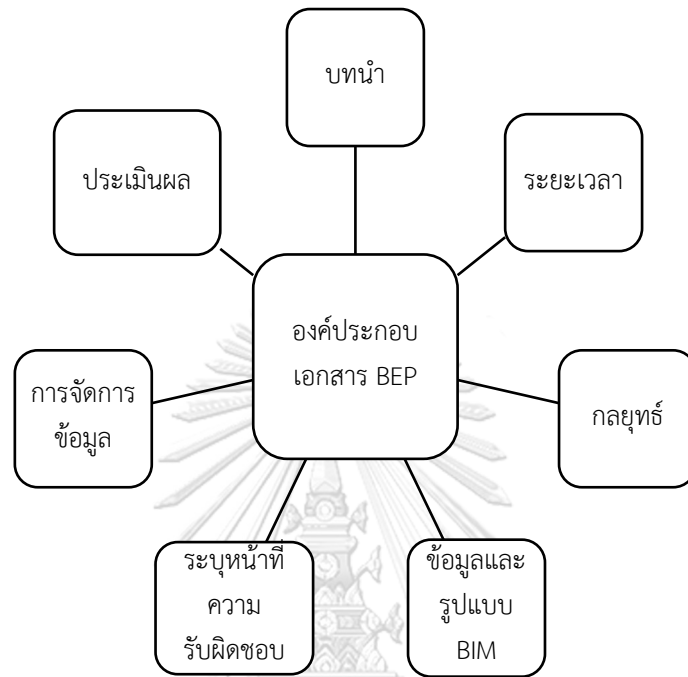 บทนำ
ระยะเวลา
กลยุทธ์
ข้อมูลและ
รูปแบบ
BIM
ระบุหน้าที่
ความ
รับผิดชอบ
การจัดการ
ข้อมูล
ประเมินผล
องค์ประกอบ
เอกสาร BEP